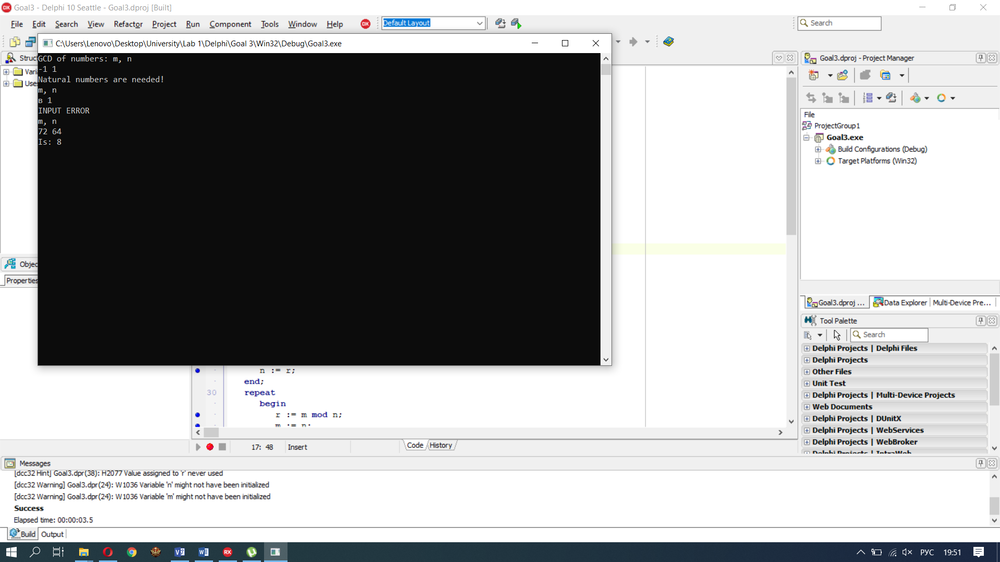 Goal3 - Delphi 10 Seattle - Goal3.dproj [Built]
File Edit Search View Refactor Project Run Component Tools Window Help
Default Layout
Search
C:\Users\Lenovo\Desktop\University\Lab 1\Delphi\Goal 3\Win32\Debug\Goal3.exe
GCD of numbers: m, n
-1 1
Natural numbers are needed!
m, n
в 1
INPUT ERROR
m, n
72 64
Is: 8
Struc
Vari
Uses
Objec
Properties
n := r;
end;
30 repeat
begin
r := m mod n;
m := n;
17: 48 Insert
Code History
Goal3.dproj - Project Manager
File
ProjectGroup1
Goal3.exe
Build Configurations (Debug)
Target Platforms (Win32)
Goal3.dproj ... Data Explorer Multi-Device Pre...
Tool Palette
Search
Delphi Projects | Delphi Files
Delphi Projects
Other Files
Unit Test
Delphi Projects | Multi-Device Projects
Web Documents
Delphi Projects | DUnitX
Delphi Projects | WebServices
Delphi Projects | WebBroker
Delphi Projects | IntraWeb
Messages
[dcc32 Hint] Goal3.dpr(38): H2077 Value assigned to 'r' never used
[dcc32 Warning] Goal3.dpr(24): W1036 Variable 'n' might not have been initialized
[dcc32 Warning] Goal3.dpr(24): W1036 Variable 'm' might not have been initialized
Success
Elapsed time: 00:00:03.5
Build Output
РУС 19:51